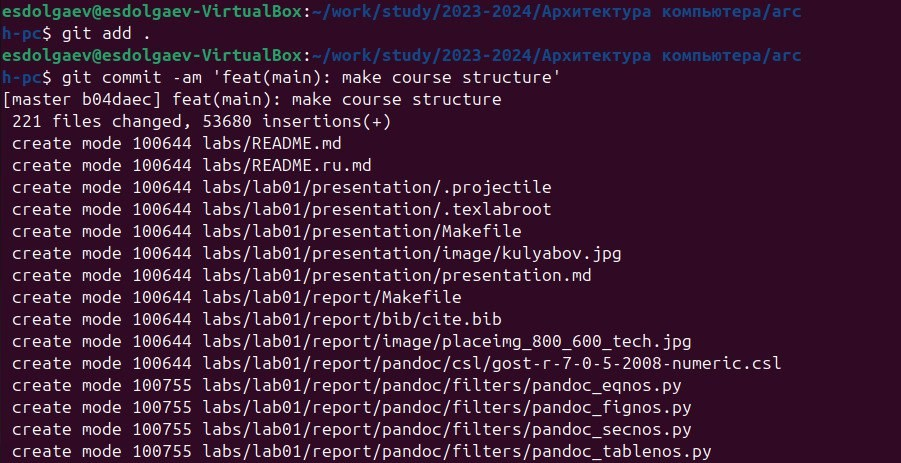 esdolgaev@esdolgaev-VirtualBox:~/work/study/2023-2024/Архитектура компьютера/arc
h-pc$ git add .
esdolgaev@esdolgaev-VirtualBox:~/work/study/2023-2024/Архитектура компьютера/arc
h-pc$ git commit -am 'feat(main): make course structure'
[master b04daec] feat(main): make course structure
 221 files changed, 53680 insertions(+)
 create mode 100644 labs/README.md
 create mode 100644 labs/README.ru.md
 create mode 100644 labs/lab01/presentation/.projectile
 create mode 100644 labs/lab01/presentation/.texlabroot
 create mode 100644 labs/lab01/presentation/Makefile
 create mode 100644 labs/lab01/presentation/image/kulyabov.jpg
 create mode 100644 labs/lab01/presentation/presentation.md
 create mode 100644 labs/lab01/report/Makefile
 create mode 100644 labs/lab01/report/bib/cite.bib
 create mode 100644 labs/lab01/report/image/placeimg_800_600_tech.jpg
 create mode 100644 labs/lab01/report/pandoc/csl/gost-r-7-0-5-2008-numeric.csl
 create mode 100755 labs/lab01/report/pandoc/filters/pandoc_eqnos.py
 create mode 100755 labs/lab01/report/pandoc/filters/pandoc_fignos.py
 create mode 100755 labs/lab01/report/pandoc/filters/pandoc_secnos.py
 create mode 100755 labs/lab01/report/pandoc/filters/pandoc_tablenos.py